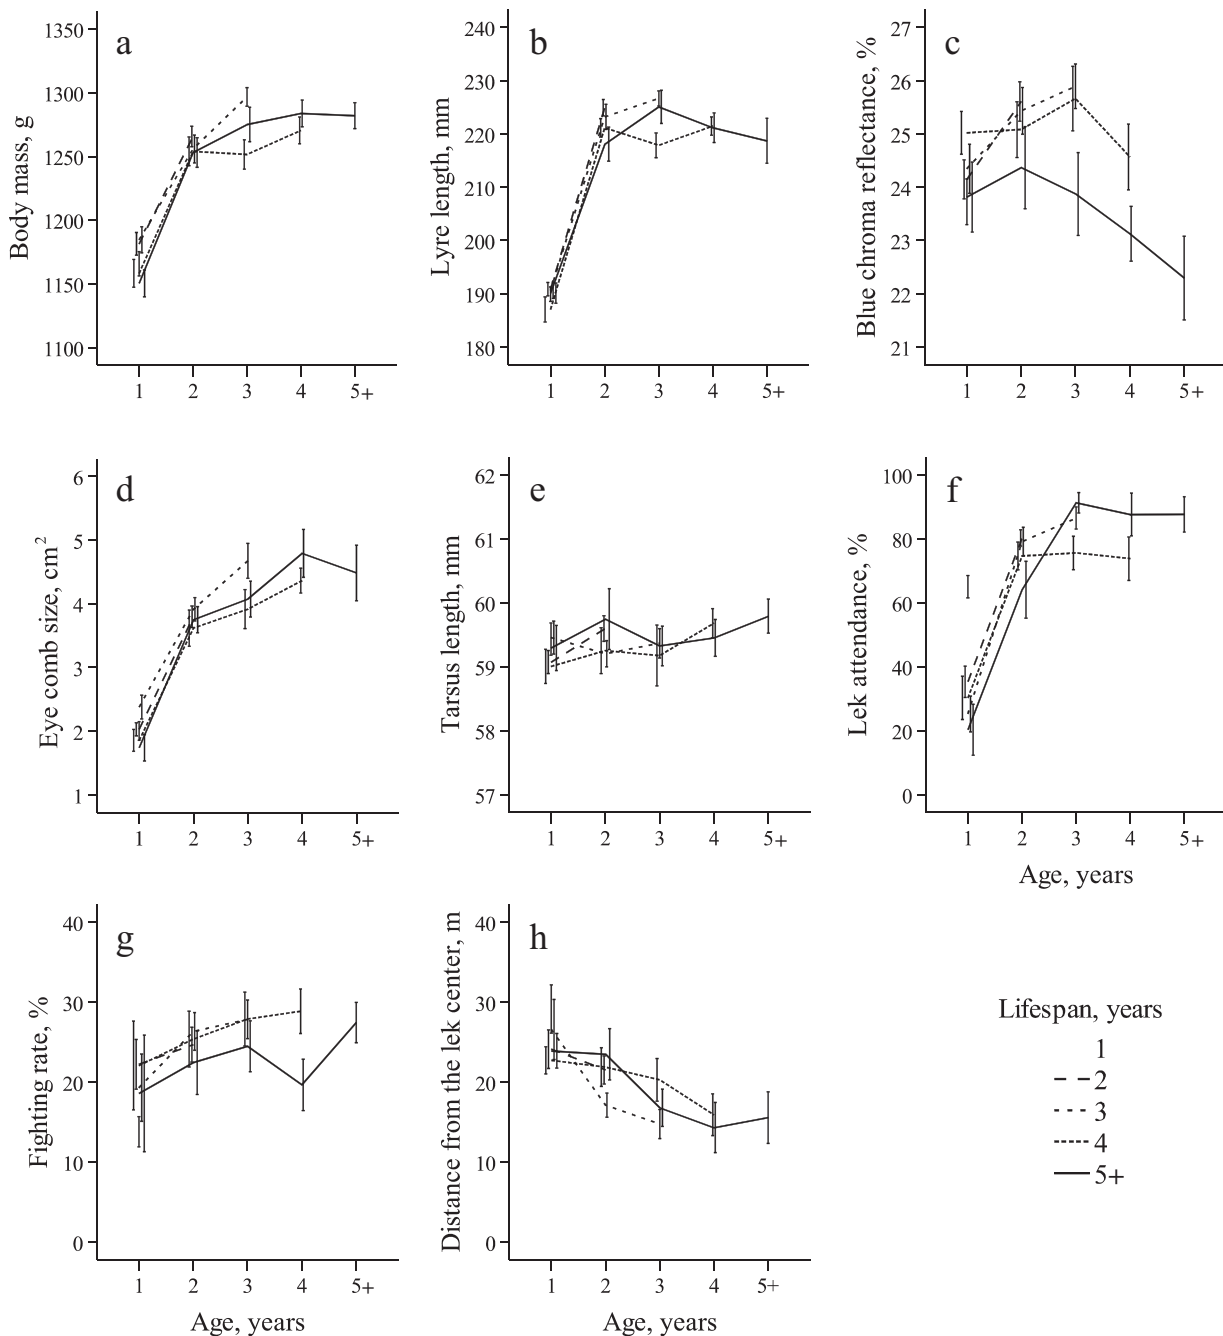 a
Body mass, g
1350
1300
1250
1200
1150
1100
1 2 3 4 5+
b
Lyre length, mm
240
230
220
210
200
190
180
1 2 3 4 5+
c
Blue chroma reflectance, %
27
26
25
24
23
22
21
1 2 3 4 5+
d
Eye comb size, cm²
6
5
4
3
2
1
1 2 3 4 5+
e
Tarsus length, mm
62
61
60
59
58
57
1 2 3 4 5+
f
Lek attendance, %
100
80
60
40
20
0
1 2 3 4 5+
Age, years
g
Fighting rate, %
40
30
20
10
0
1 2 3 4 5+
Age, years
h
Distance from the lek center, m
40
30
20
10
0
1 2 3 4 5+
Age, years
Lifespan, years
1
2
3
4
5+